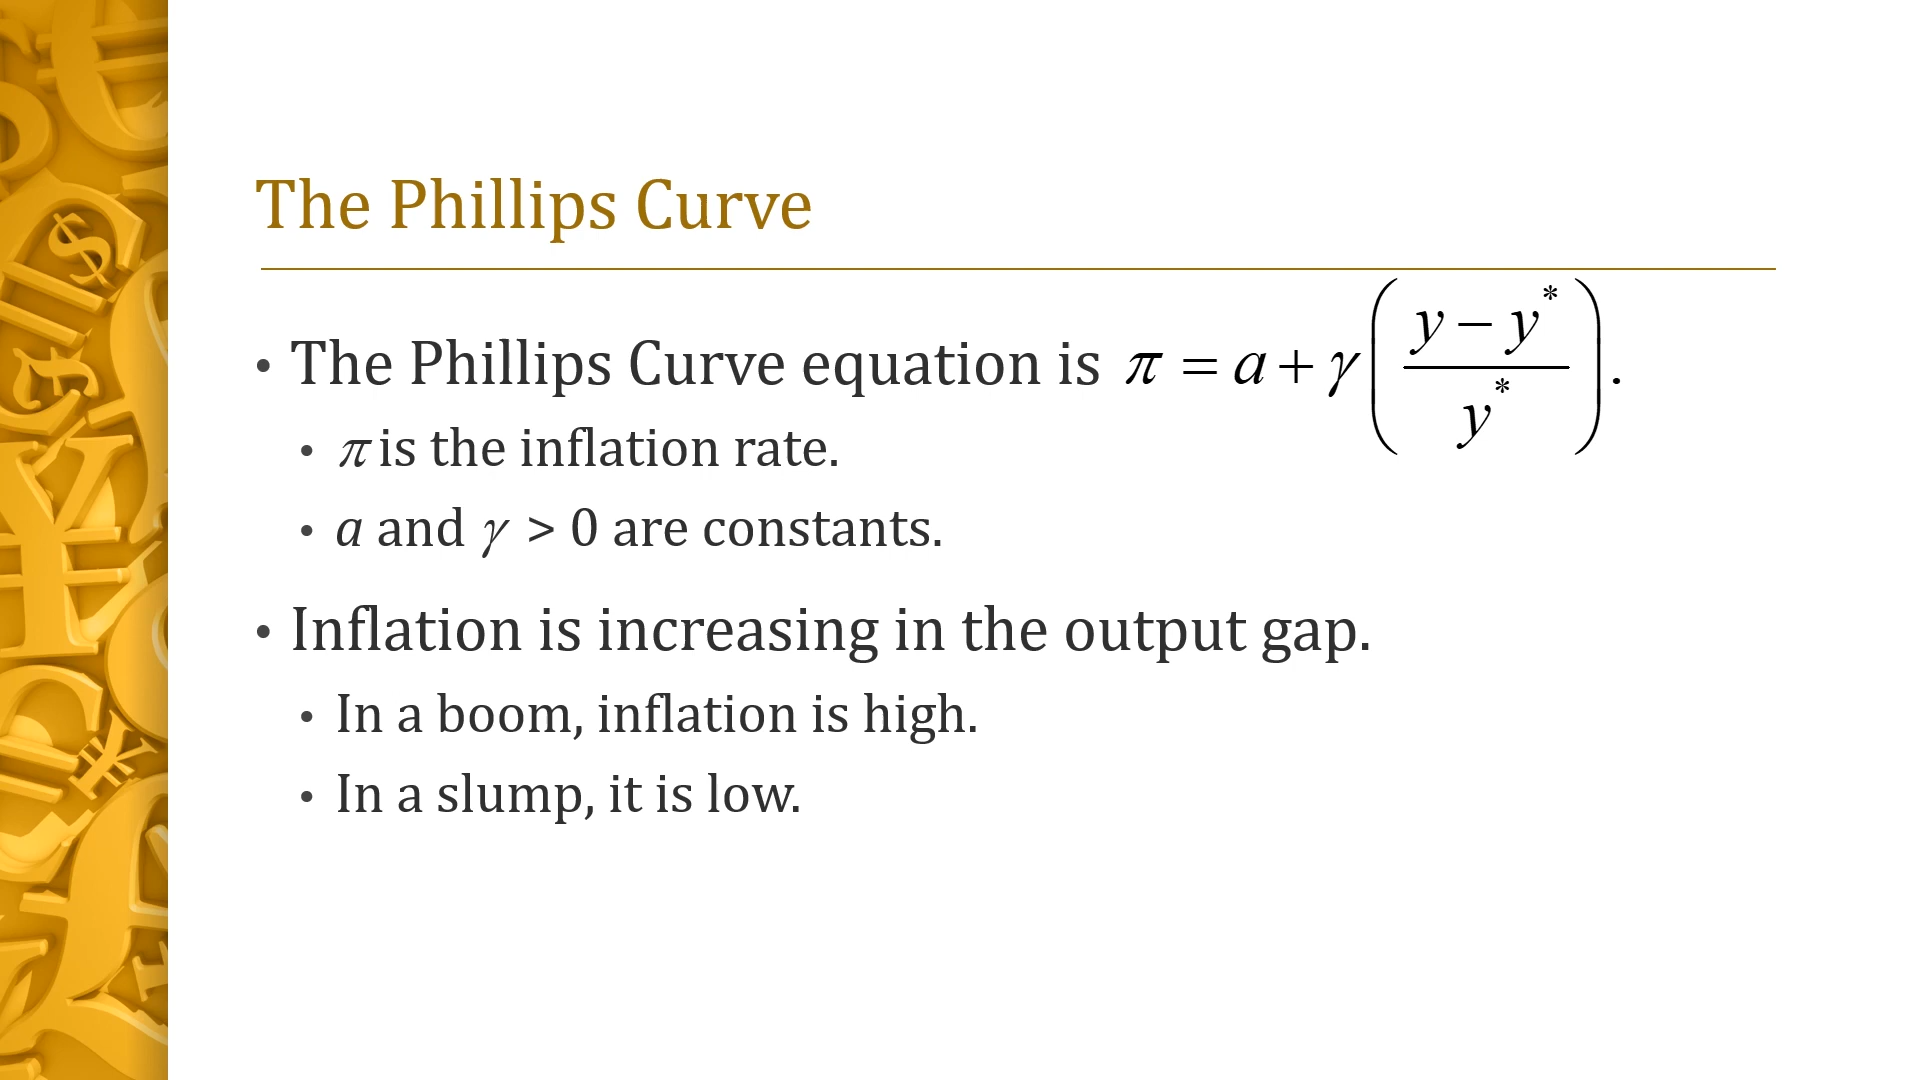 The Phillips Curve
• The Phillips Curve equation is π = a + γ((y − y*) / y*).
• π is the inflation rate.
• a and γ > 0 are constants.
• Inflation is increasing in the output gap.
• In a boom, inflation is high.
• In a slump, it is low.